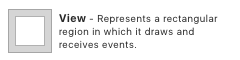 View - Represents a rectangular
region in which it draws and
receives events.